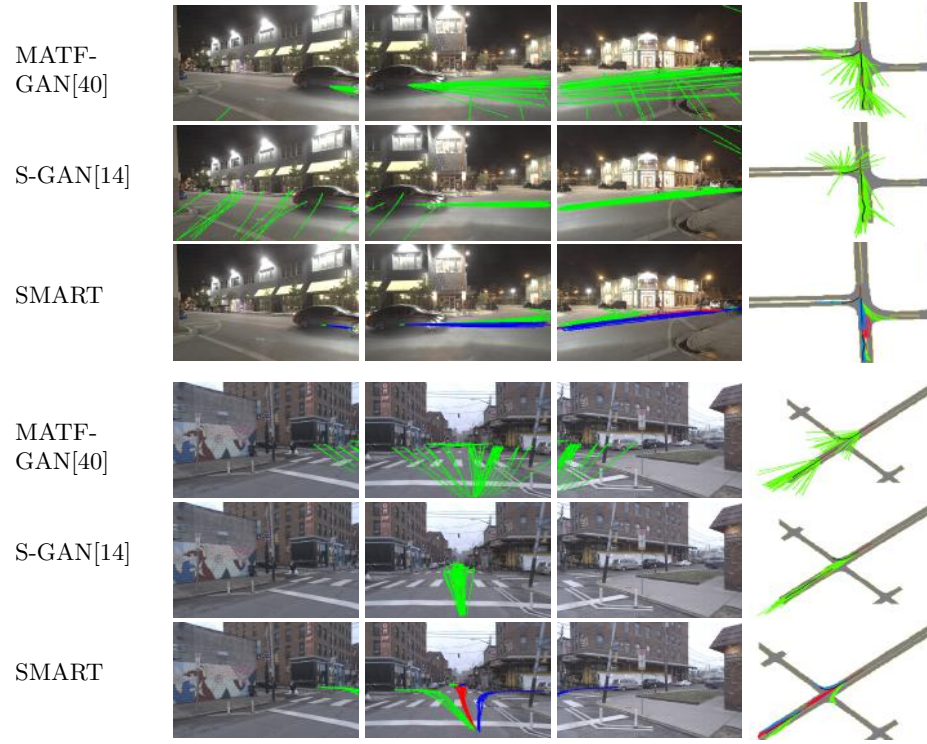 MATF-
GAN[40]
S-GAN[14]
SMART
MATF-
GAN[40]
S-GAN[14]
SMART